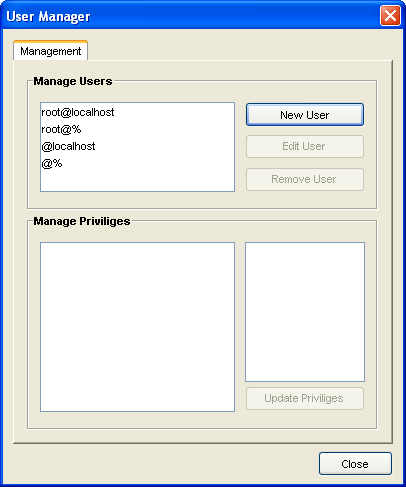 User Manager
Management
Manage Users
root@localhost
root@%
@localhost
@%
New User
Edit User
Remove User
Manage Priviliges
Update Priviliges
Close